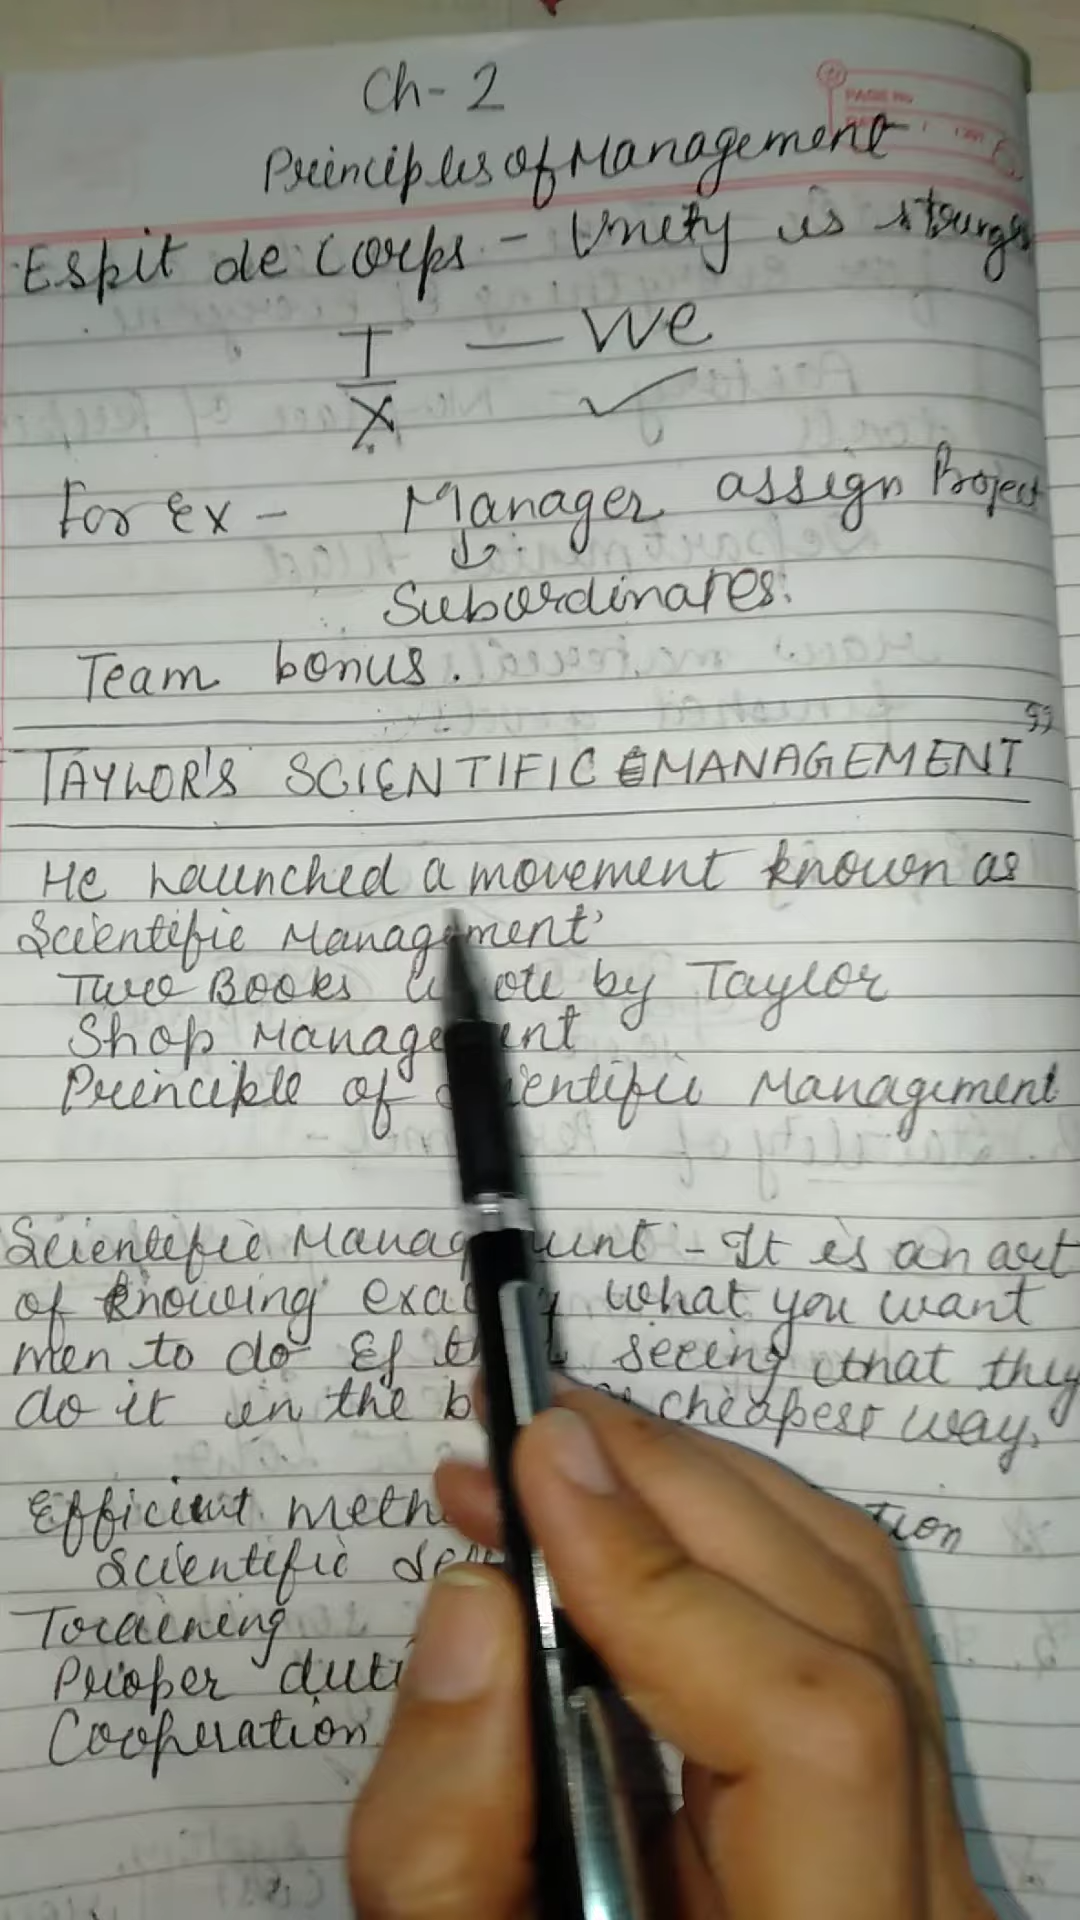 Ch-2
Principles of Management
Espit de corps - Unity is
I - We
X ✓
For Ex - Manager assign Project
↓
Subordinates.
Team bonus.
TAYLOR'S SCIENTIFIC MANAGEMENT"
He launched a movement known as
Scientific Management'
Two Books by Taylor
Shop
Principle of Management
Scientific - It is an art
of knowing what you want
men to do & seeing that they
do it in the cheapest way.
Efficient
Scientific
Training
Proper
Cooperation
PAGE NO